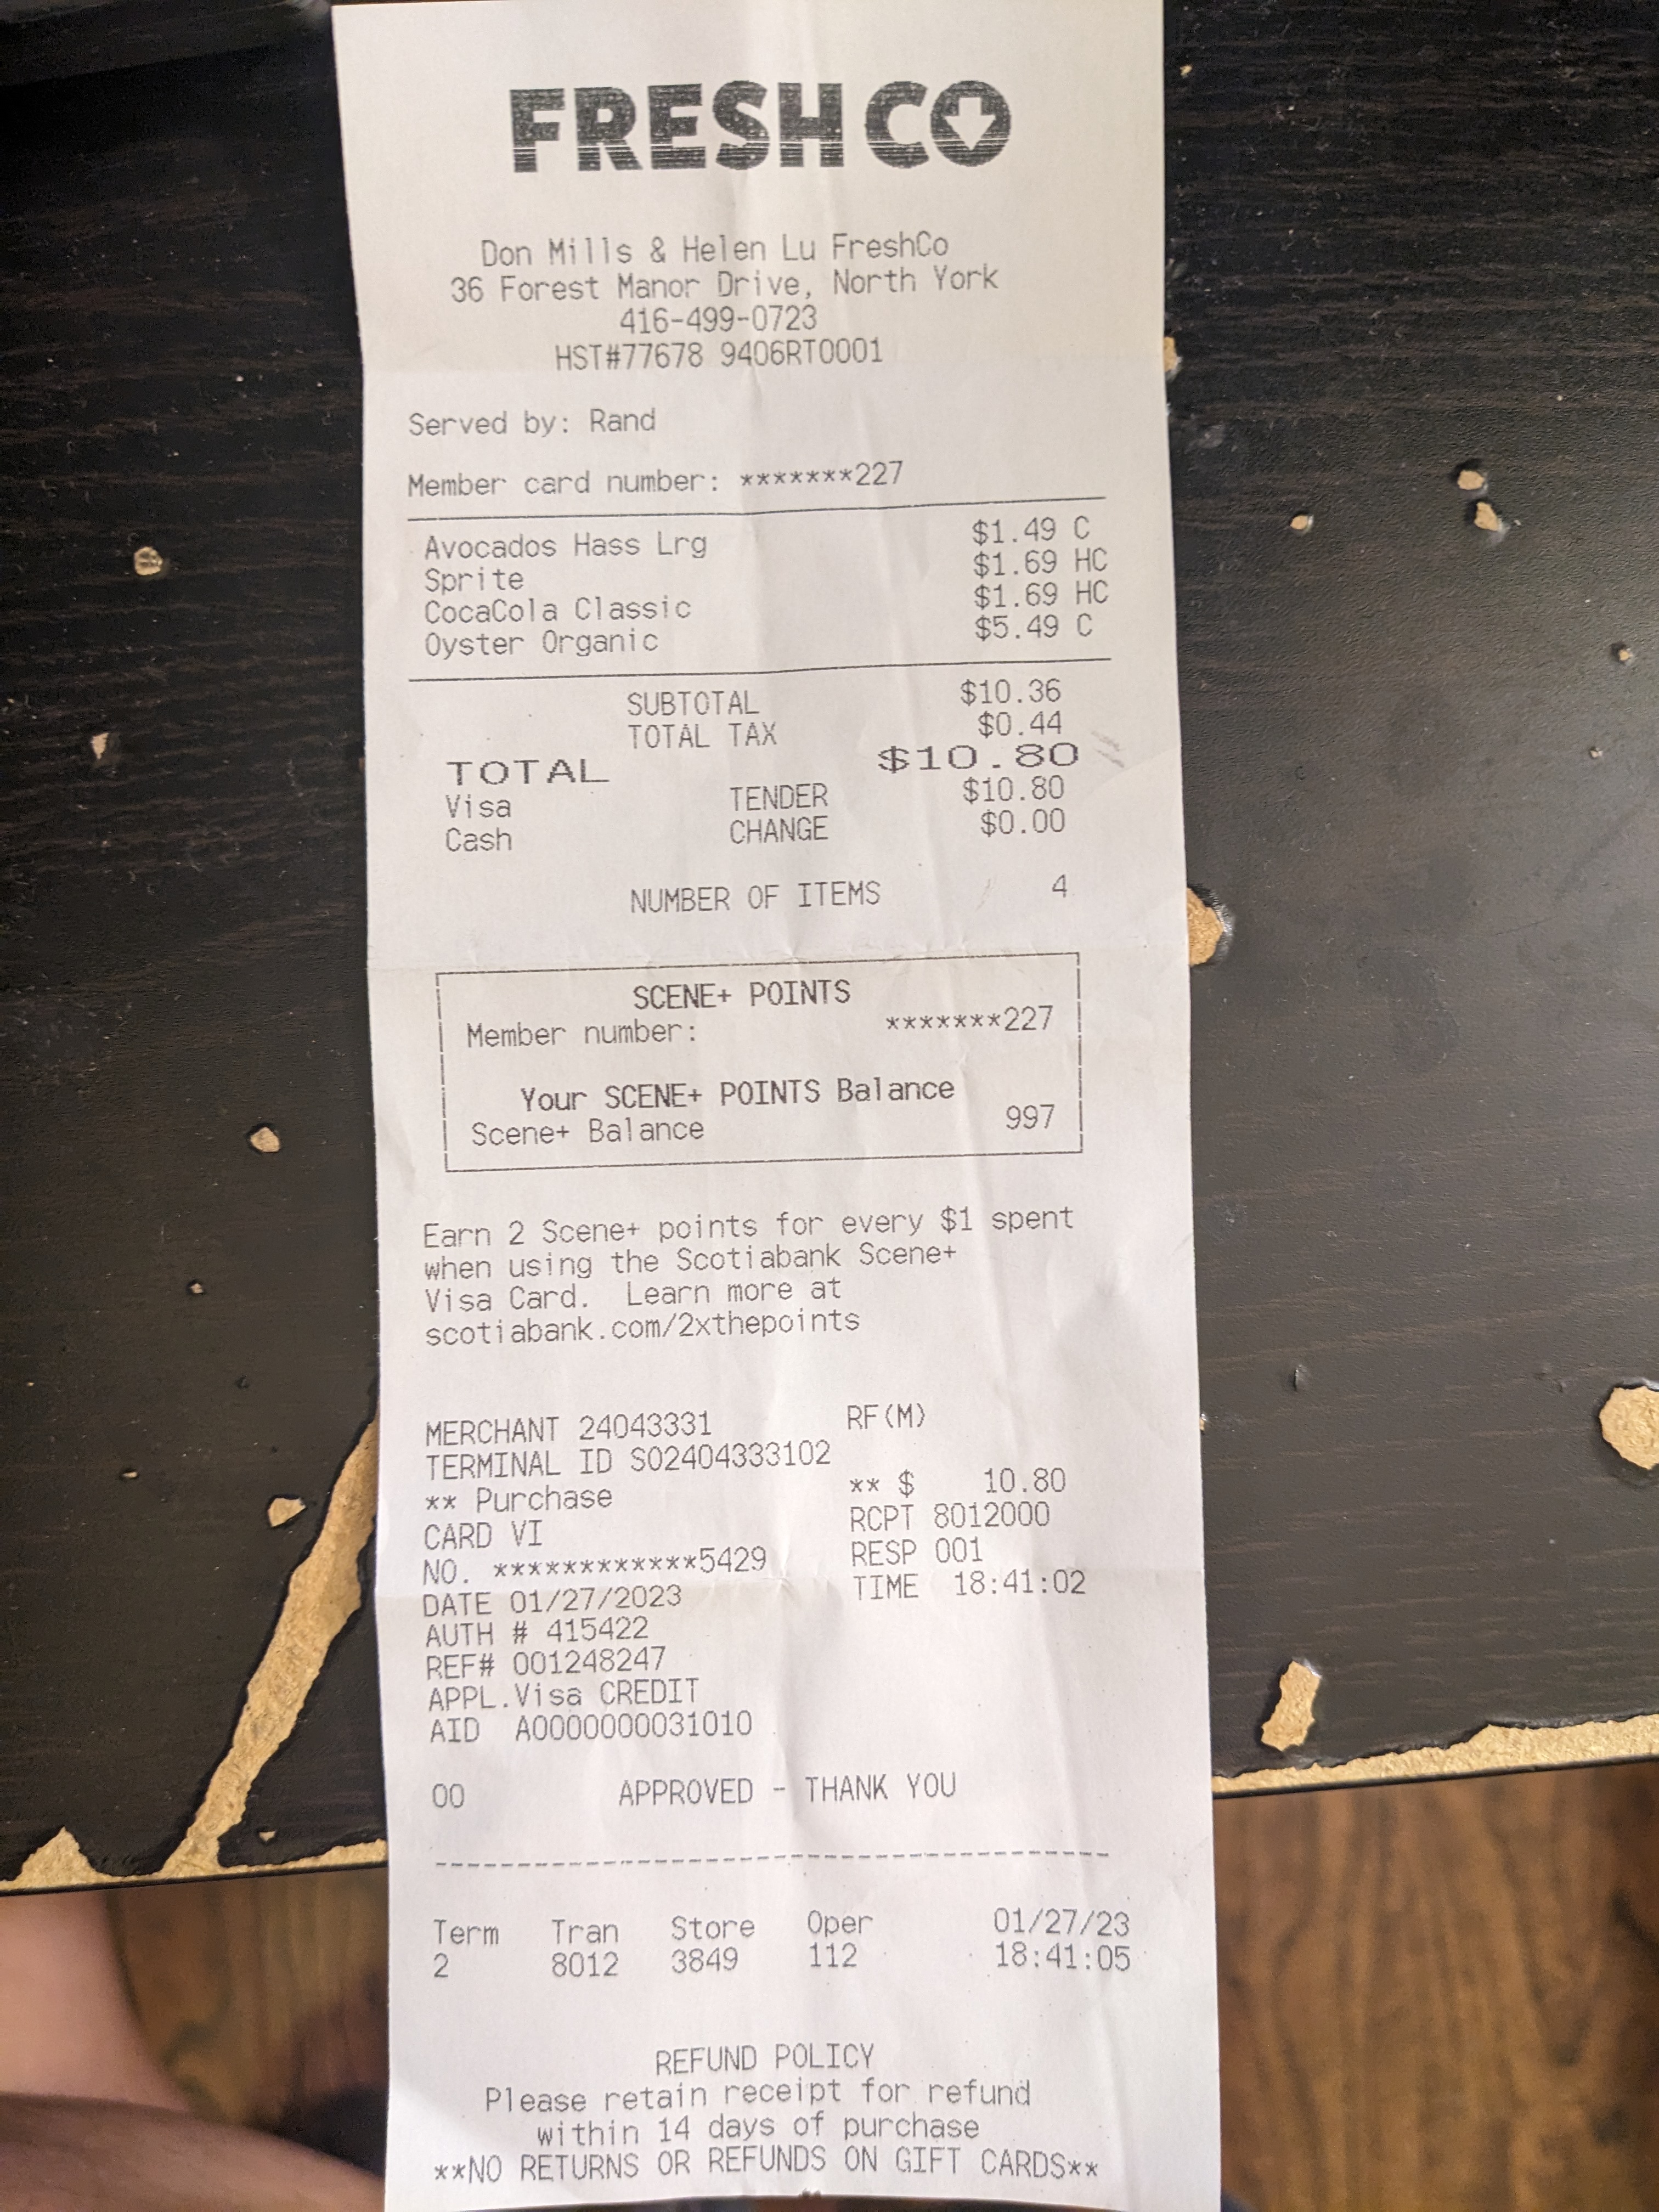 FRESHCO
Don Mills & Helen Lu FreshCo
36 Forest Manor Drive, North York
416-499-0723
HST#77678 9406RT0001
Served by: Rand
Member card number: *******227
Avocados Hass Lrg $1.49 C
Sprite $1.69 HC
CocaCola Classic $1.69 HC
Oyster Organic $5.49 C
SUBTOTAL $10.36
TOTAL TAX $0.44
TOTAL $10.80
Visa TENDER $10.80
Cash CHANGE $0.00
NUMBER OF ITEMS 4
SCENE+ POINTS
Member number: *******227
Your SCENE+ POINTS Balance
Scene+ Balance 997
Earn 2 Scene+ points for every $1 spent
when using the Scotiabank Scene+
Visa Card. Learn more at
scotiabank.com/2xthepoints
MERCHANT 24043331 RF(M)
TERMINAL ID S02404333102
** Purchase ** $ 10.80
CARD VI RCPT 8012000
NO. ************5429 RESP 001
DATE 01/27/2023 TIME 18:41:02
AUTH # 415422
REF# 001248247
APPL.Visa CREDIT
AID A0000000031010
00 APPROVED - THANK YOU
----------------------------------------
Term Tran Store Oper 01/27/23
2 8012 3849 112 18:41:05
REFUND POLICY
Please retain receipt for refund
within 14 days of purchase
**NO RETURNS OR REFUNDS ON GIFT CARDS**